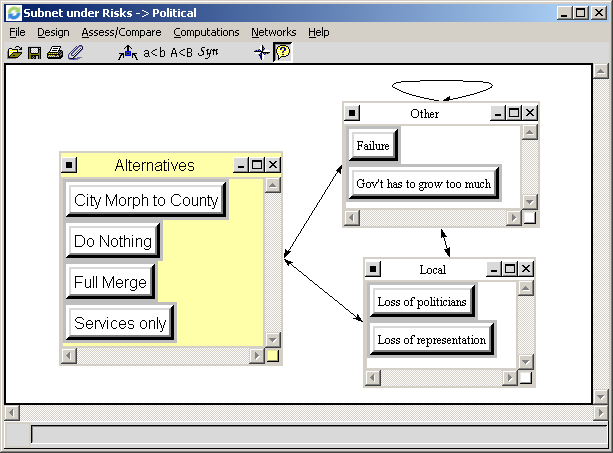 Subnet under Risks -> Political
File Design Assess/Compare Computations Networks Help
a<b A<B Syn
Other
Failure
Gov't has to grow too much
Alternatives
City Morph to County
Do Nothing
Full Merge
Services only
Local
Loss of politicians
Loss of representation